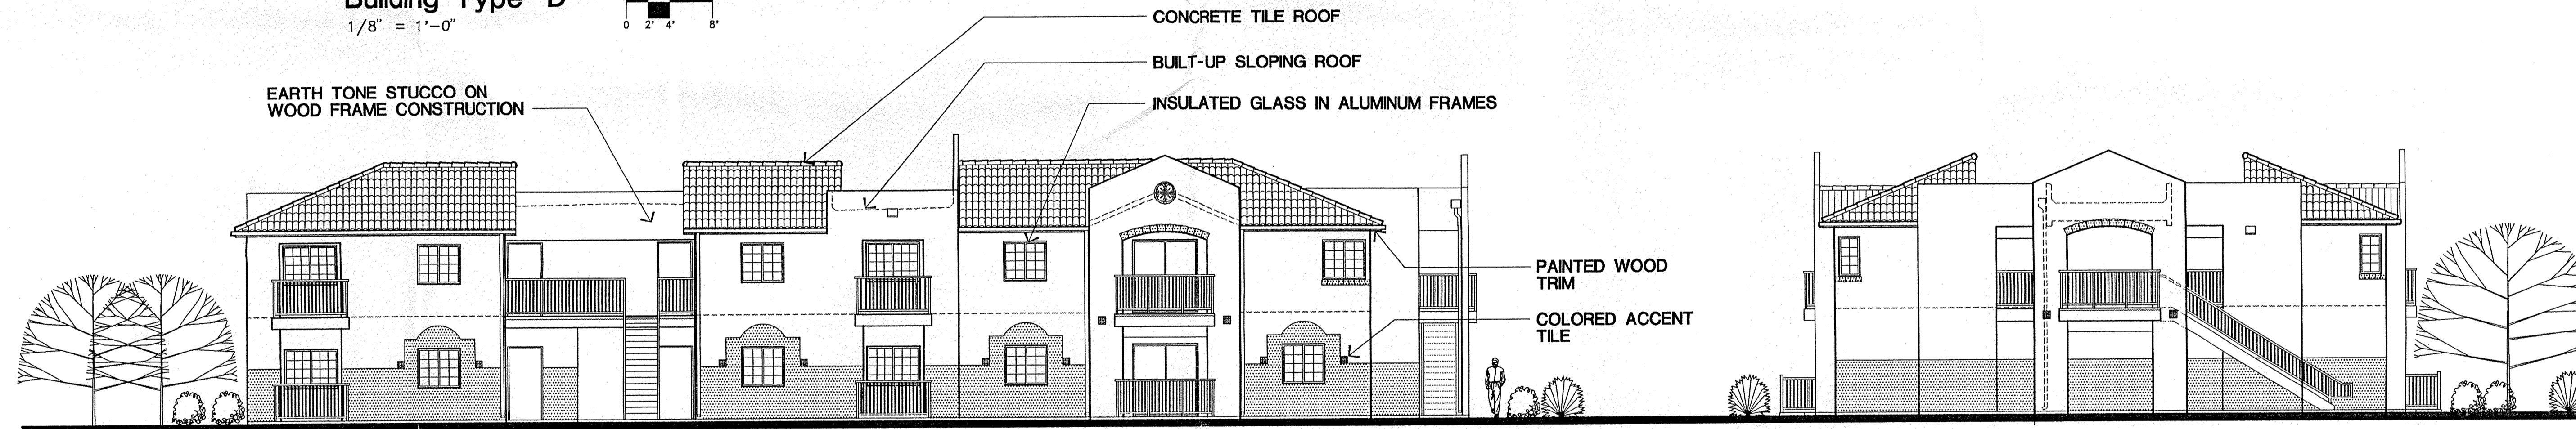 Building Type D
1/8" = 1'-0"
0 2' 4' 8'
CONCRETE TILE ROOF
BUILT-UP SLOPING ROOF
INSULATED GLASS IN ALUMINUM FRAMES
EARTH TONE STUCCO ON
WOOD FRAME CONSTRUCTION
PAINTED WOOD
TRIM
COLORED ACCENT
TILE